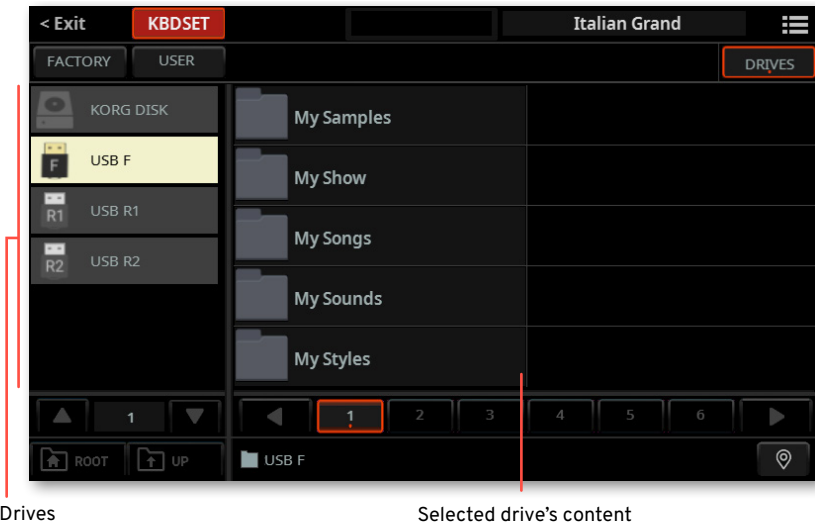 < Exit KBDSET Italian Grand
FACTORY USER DRIVES
KORG DISK
USB F
USB R1
USB R2
F
R1
R2
My Samples
My Show
My Songs
My Sounds
My Styles
1 1 2 3 4 5 6
ROOT UP USB F
Drives
Selected drive's content